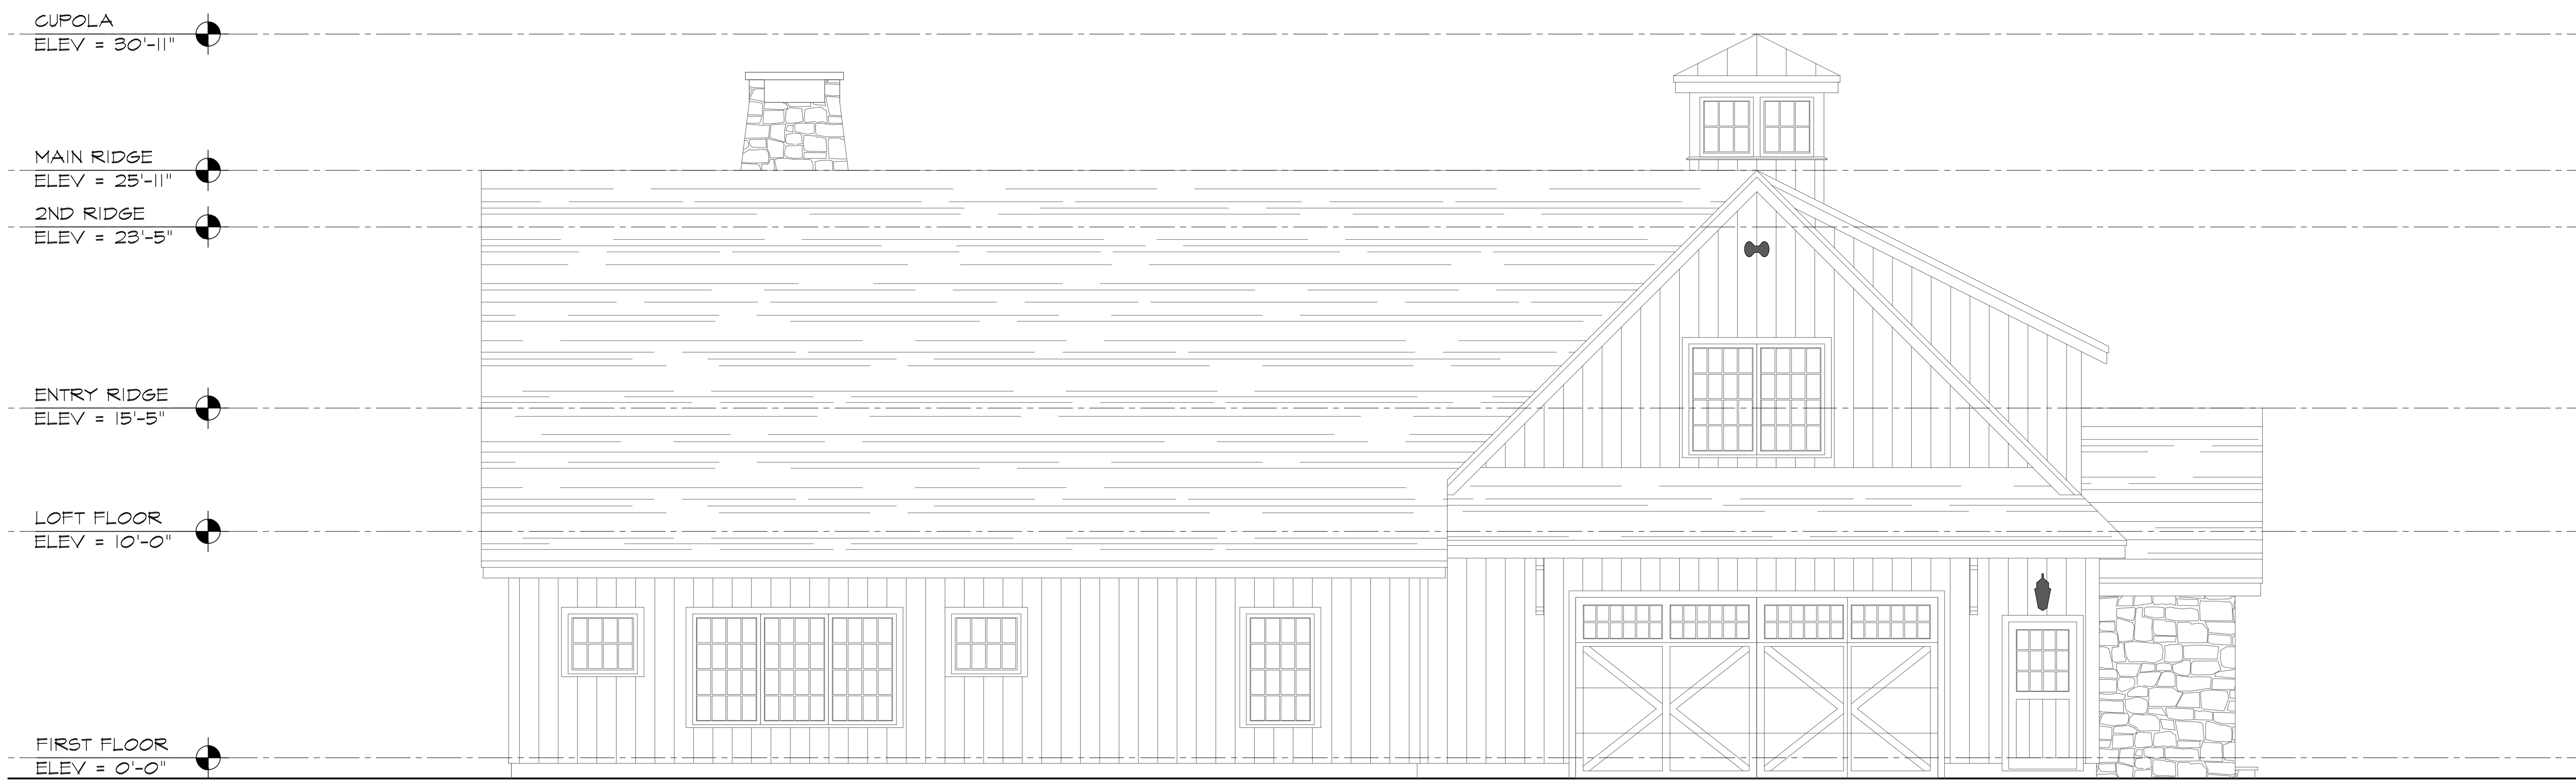 CUPOLA
ELEV = 30'-11"
MAIN RIDGE
ELEV = 25'-11"
2ND RIDGE
ELEV = 23'-5"
ENTRY RIDGE
ELEV = 15'-5"
LOFT FLOOR
ELEV = 10'-0"
FIRST FLOOR
ELEV = 0'-0"